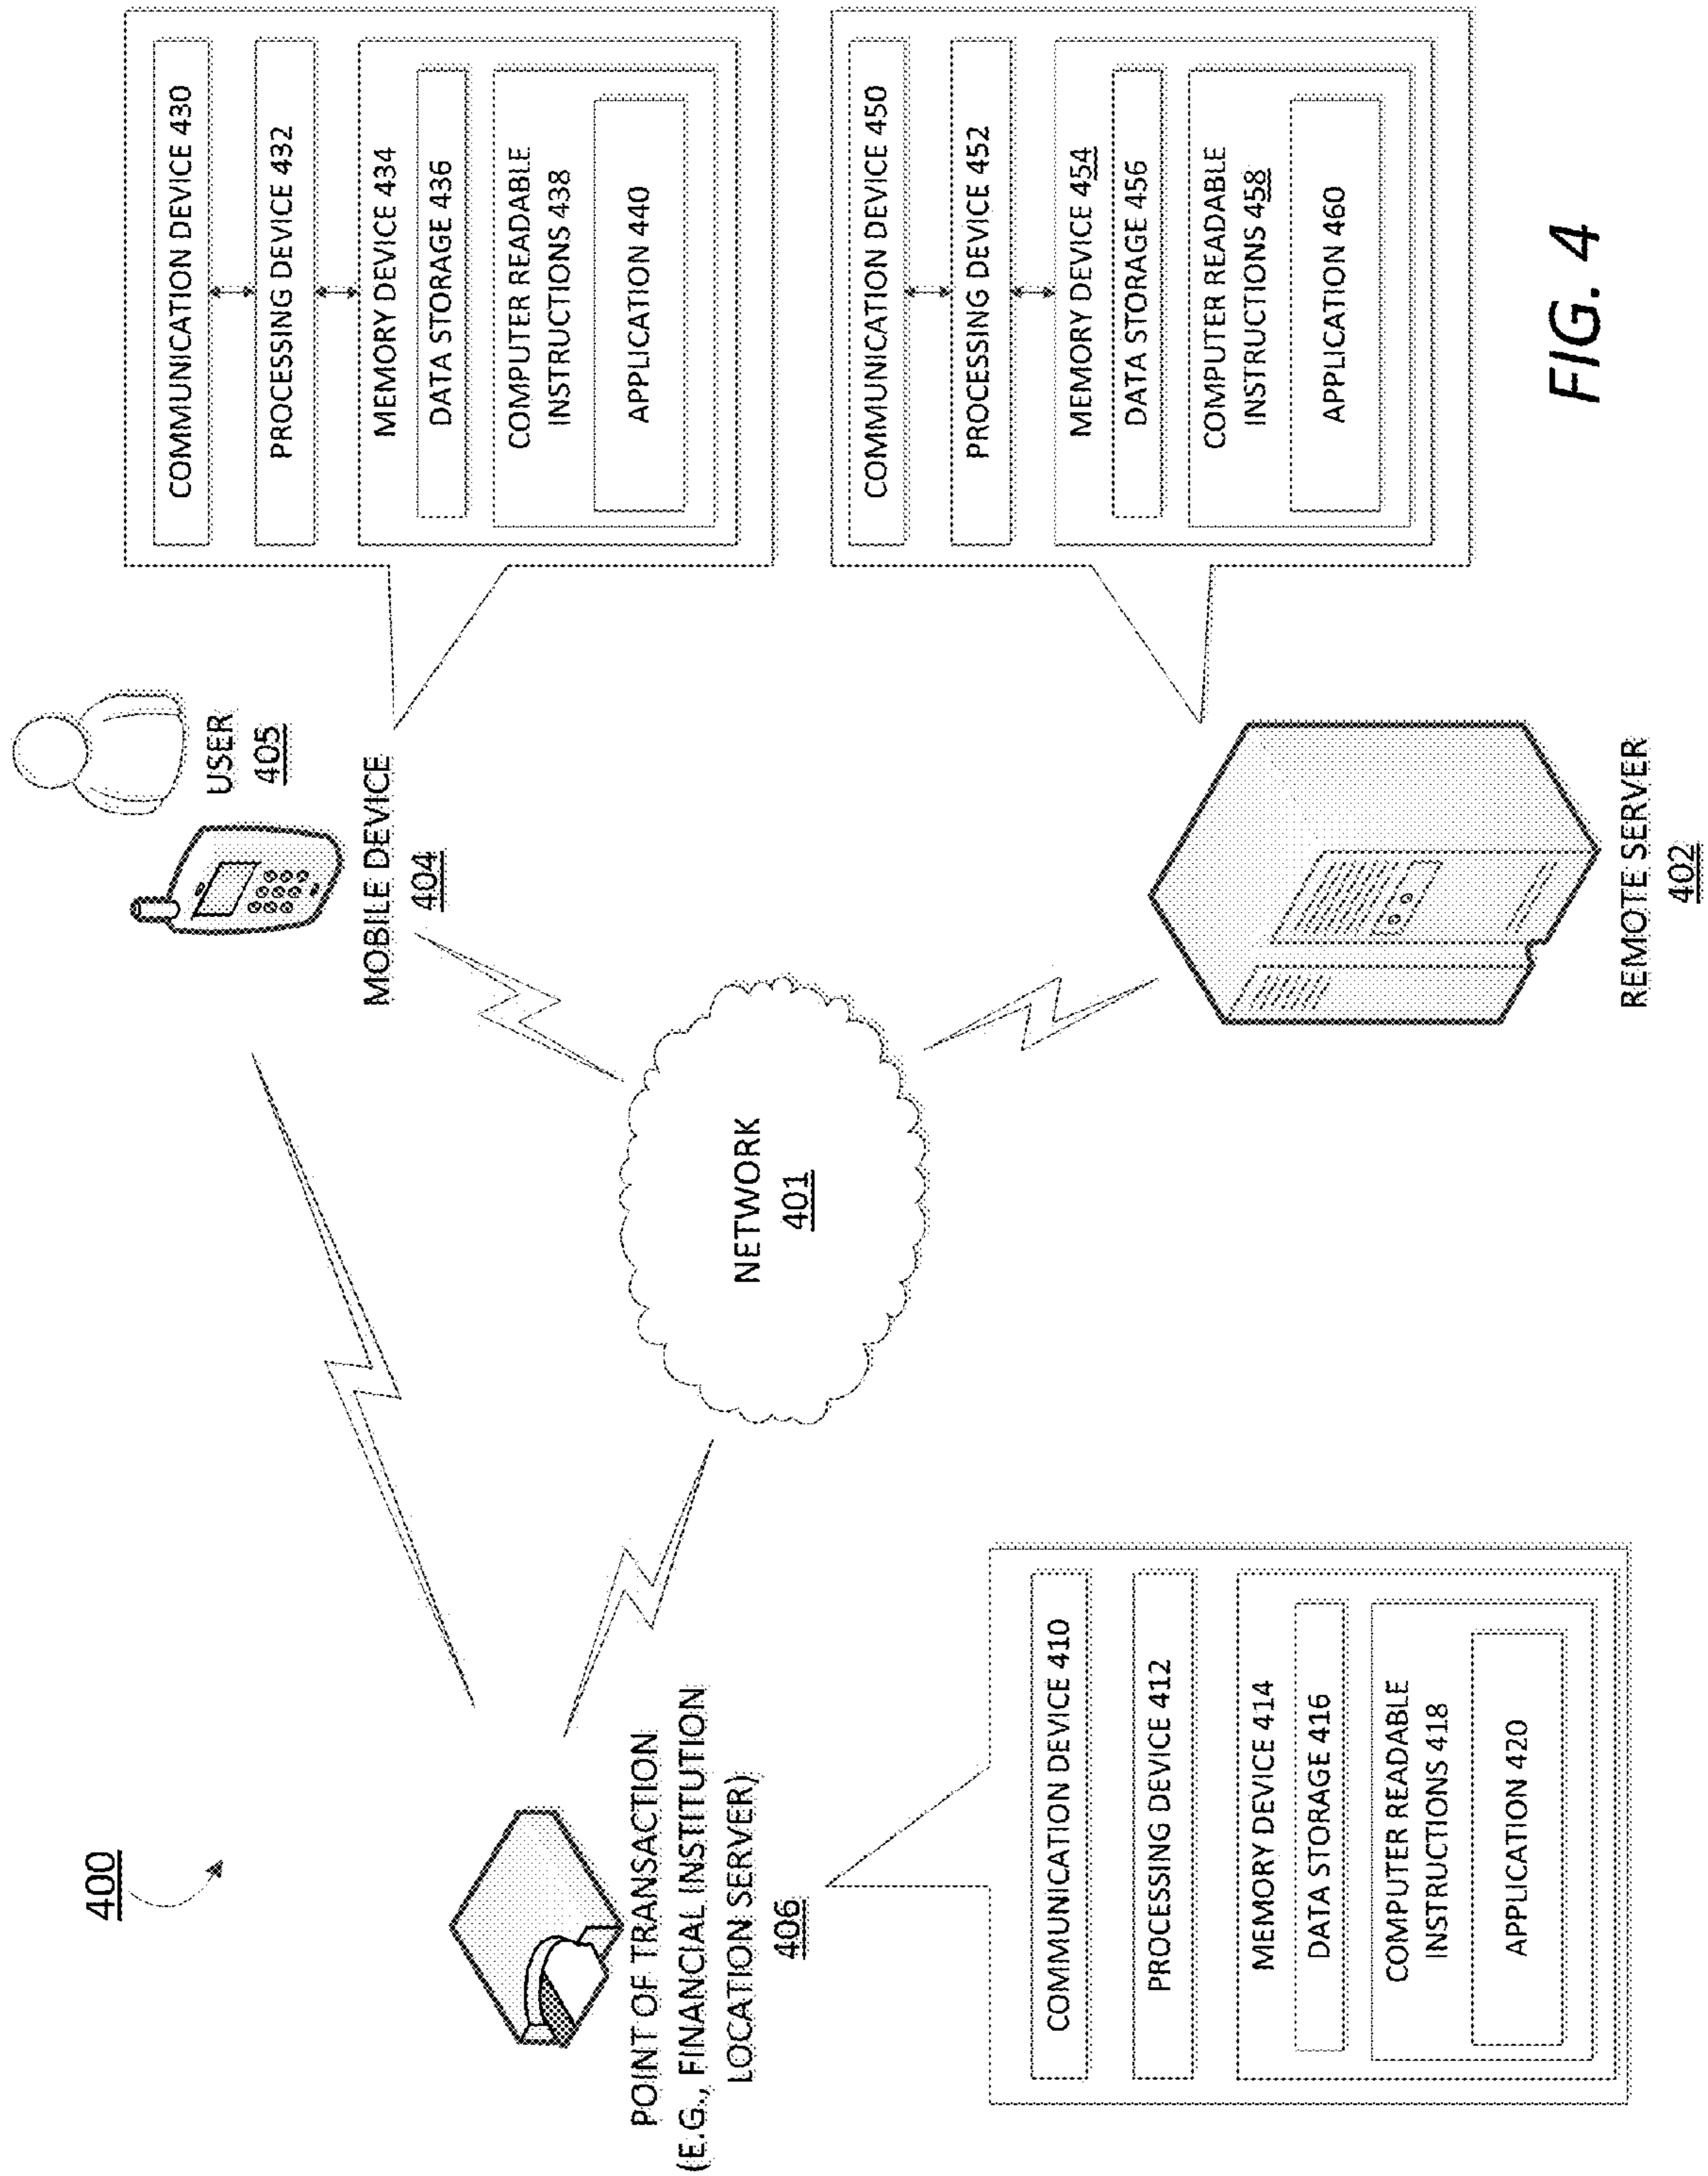 400
USER
405
MOBILE DEVICE
404
COMMUNICATION DEVICE 430
PROCESSING DEVICE 432
MEMORY DEVICE 434
DATA STORAGE 436
COMPUTER READABLE
INSTRUCTIONS 438
APPLICATION 440
POINT OF TRANSACTION
(E.G., FINANCIAL INSTITUTION
LOCATION SERVER)
406
NETWORK
401
COMMUNICATION DEVICE 410
PROCESSING DEVICE 412
MEMORY DEVICE 414
DATA STORAGE 416
COMPUTER READABLE
INSTRUCTIONS 418
APPLICATION 420
REMOTE SERVER
402
COMMUNICATION DEVICE 450
PROCESSING DEVICE 452
MEMORY DEVICE 454
DATA STORAGE 456
COMPUTER READABLE
INSTRUCTIONS 458
APPLICATION 460
FIG. 4